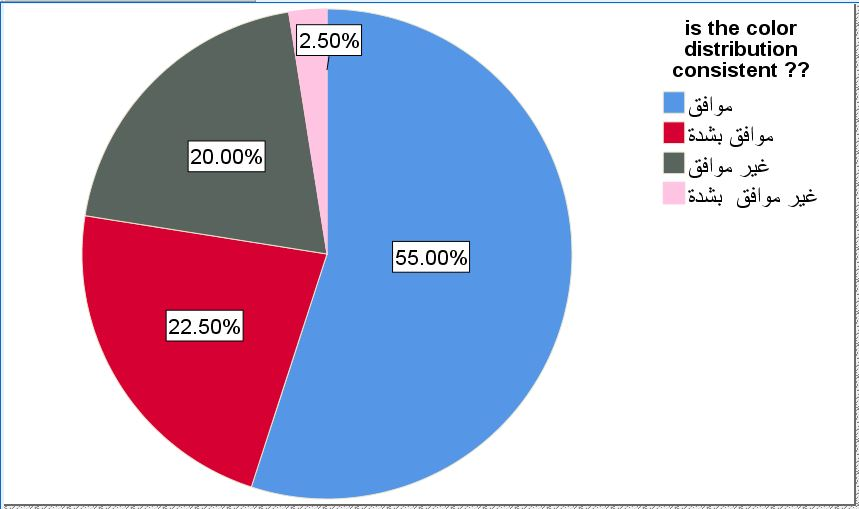 is the color
distribution
consistent ??
موافق
موافق بشدة
غير موافق
غير موافق بشدة
2.50%
20.00%
55.00%
22.50%